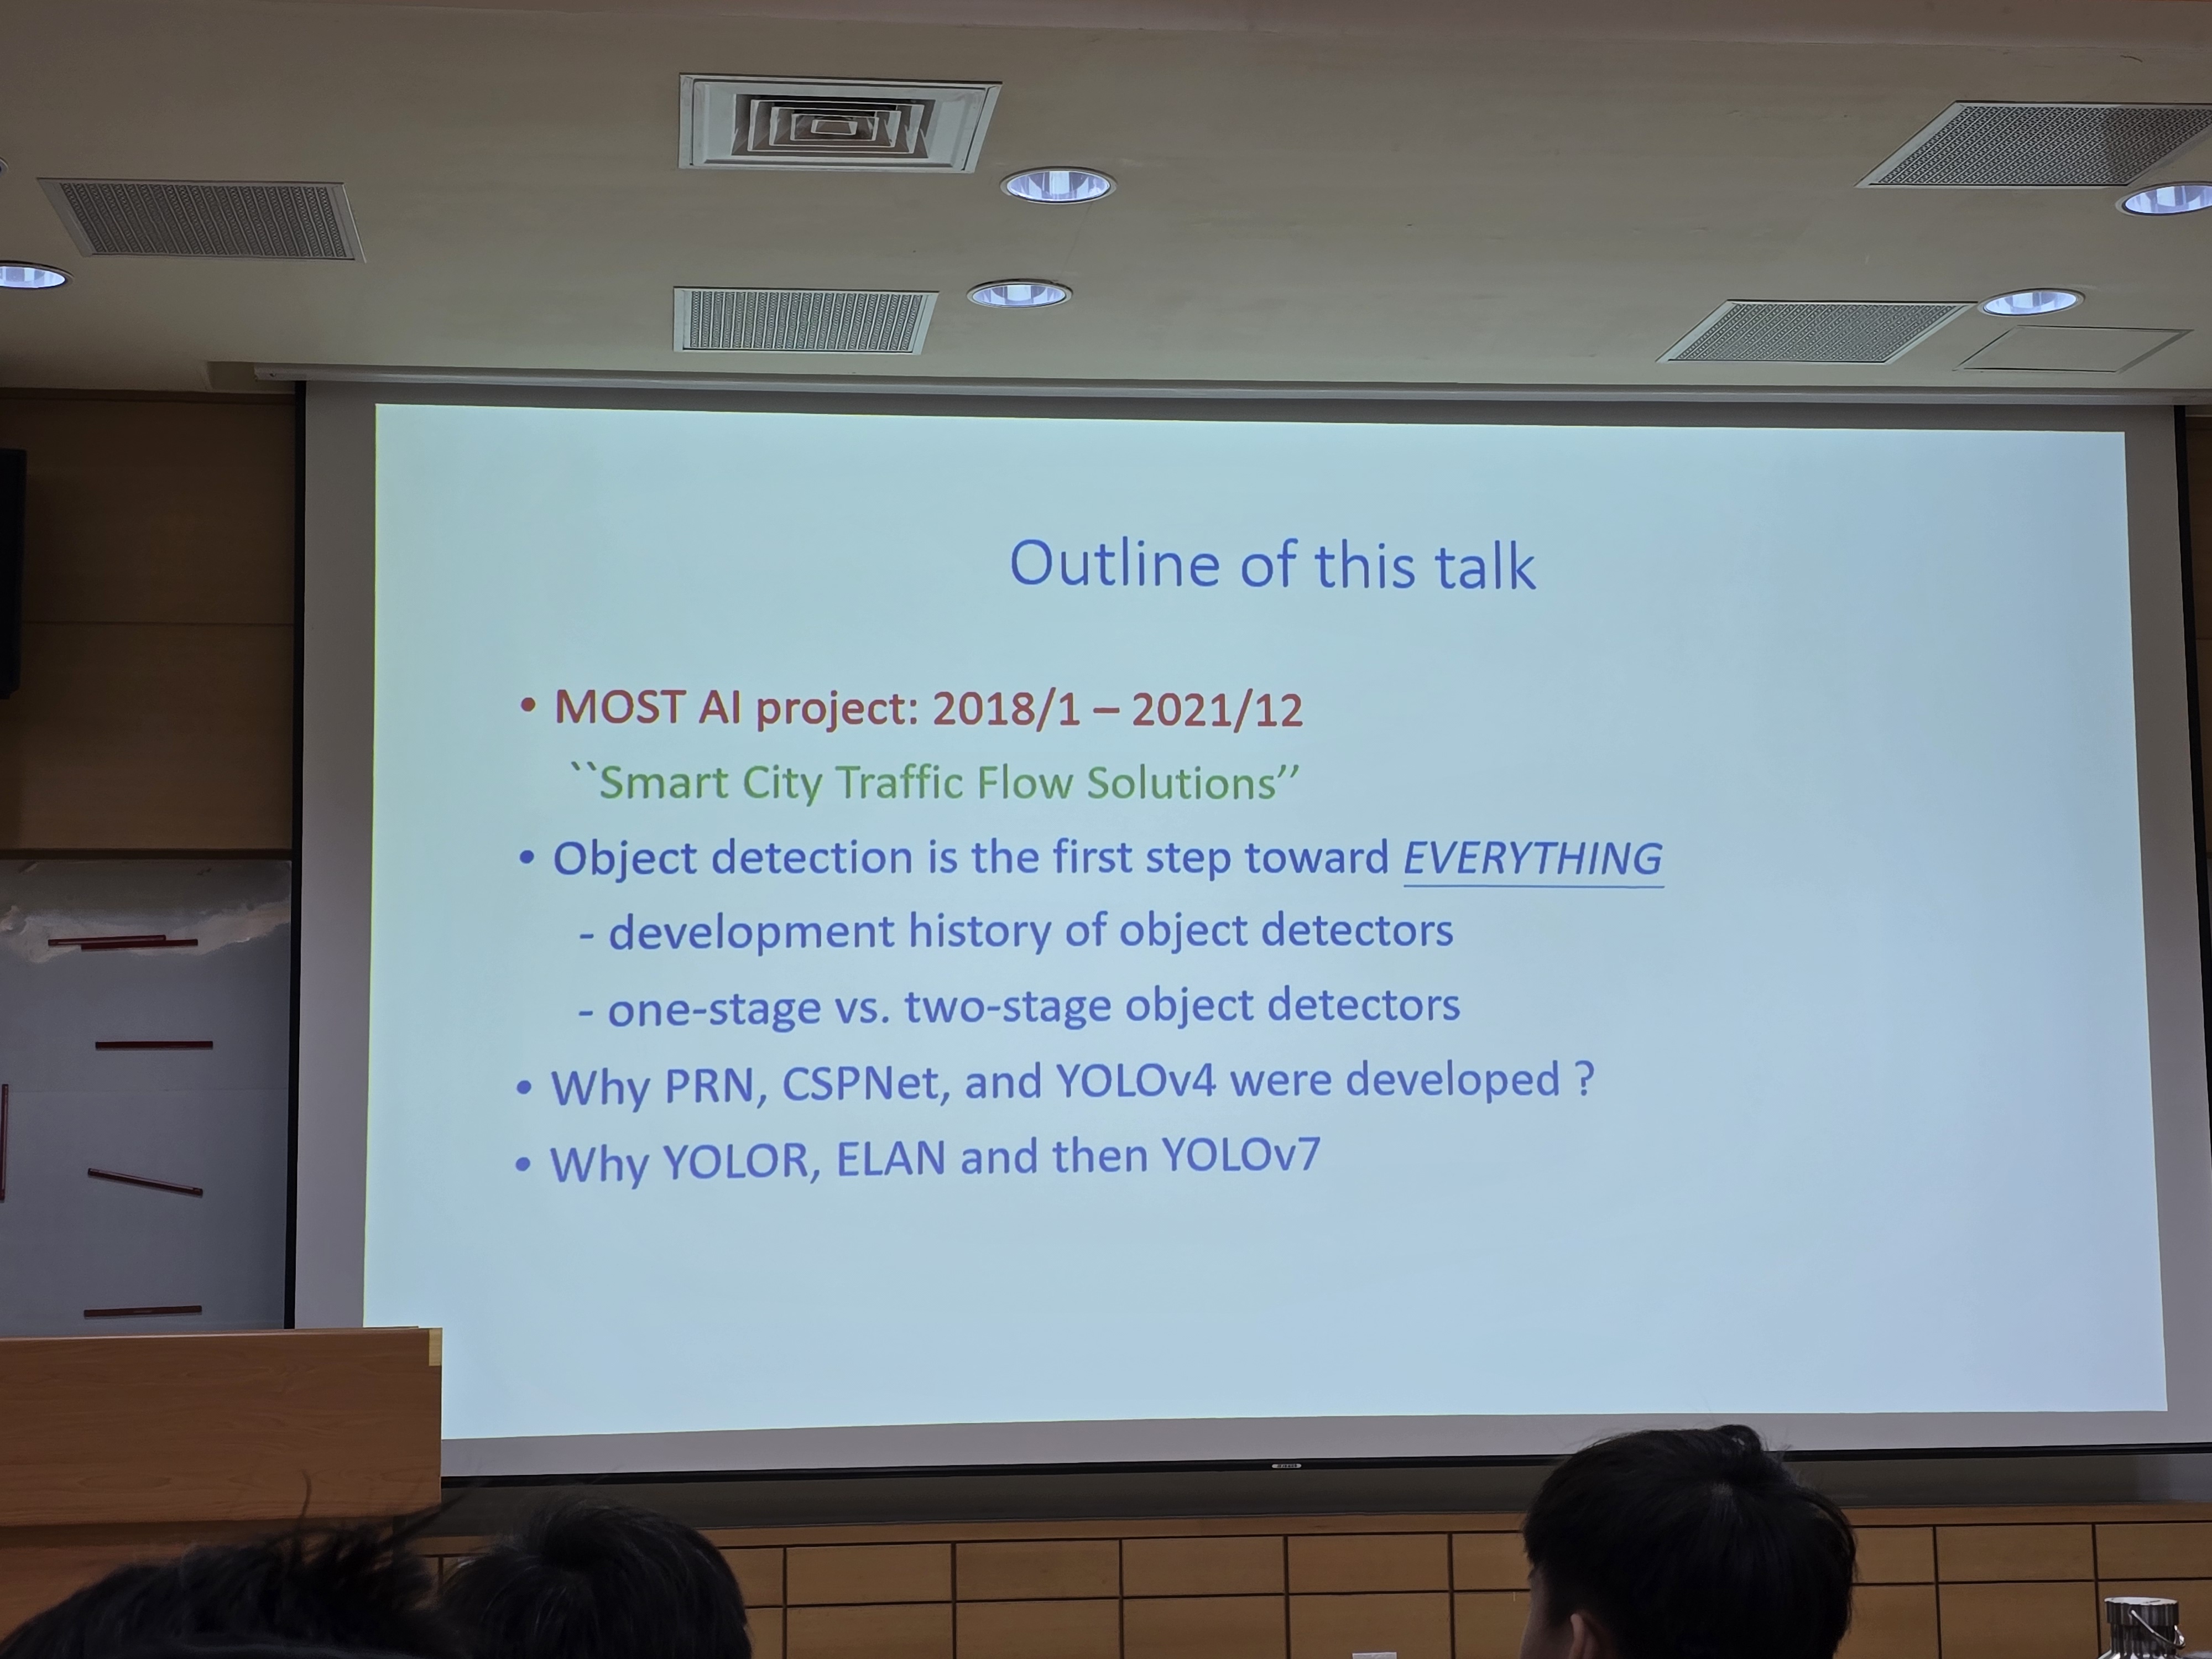 Outline of this talk
• MOST AI project: 2018/1 – 2021/12
``Smart City Traffic Flow Solutions’’
• Object detection is the first step toward EVERYTHING
- development history of object detectors
- one-stage vs. two-stage object detectors
• Why PRN, CSPNet, and YOLOv4 were developed ?
• Why YOLOR, ELAN and then YOLOv7